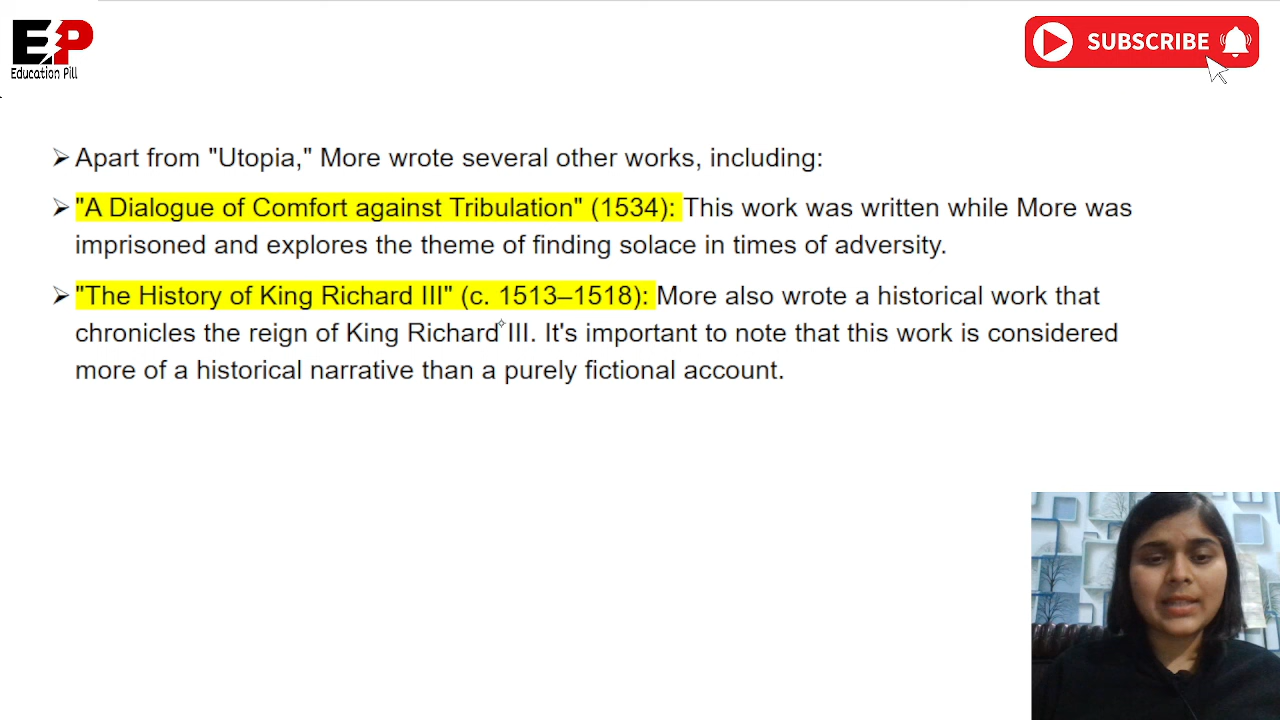 EP
Education Pill
SUBSCRIBE
Apart from "Utopia," More wrote several other works, including:
"A Dialogue of Comfort against Tribulation" (1534): This work was written while More was
imprisoned and explores the theme of finding solace in times of adversity.
"The History of King Richard III" (c. 1513–1518): More also wrote a historical work that
chronicles the reign of King Richard III. It's important to note that this work is considered
more of a historical narrative than a purely fictional account.